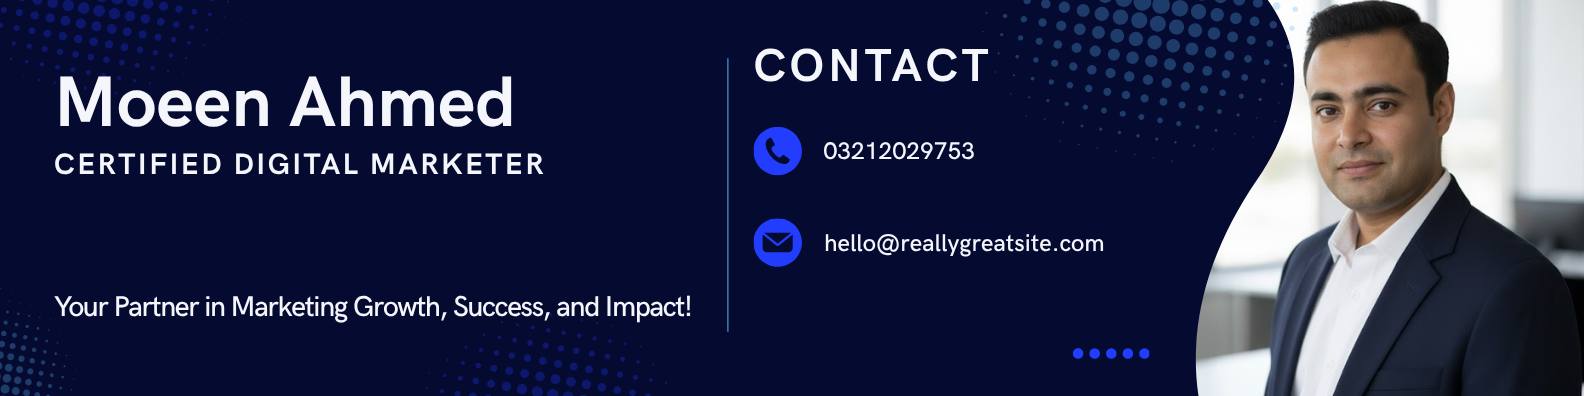 Moeen Ahmed
CERTIFIED DIGITAL MARKETER
Your Partner in Marketing Growth, Success, and Impact!
CONTACT
03212029753
hello@reallygreatsite.com